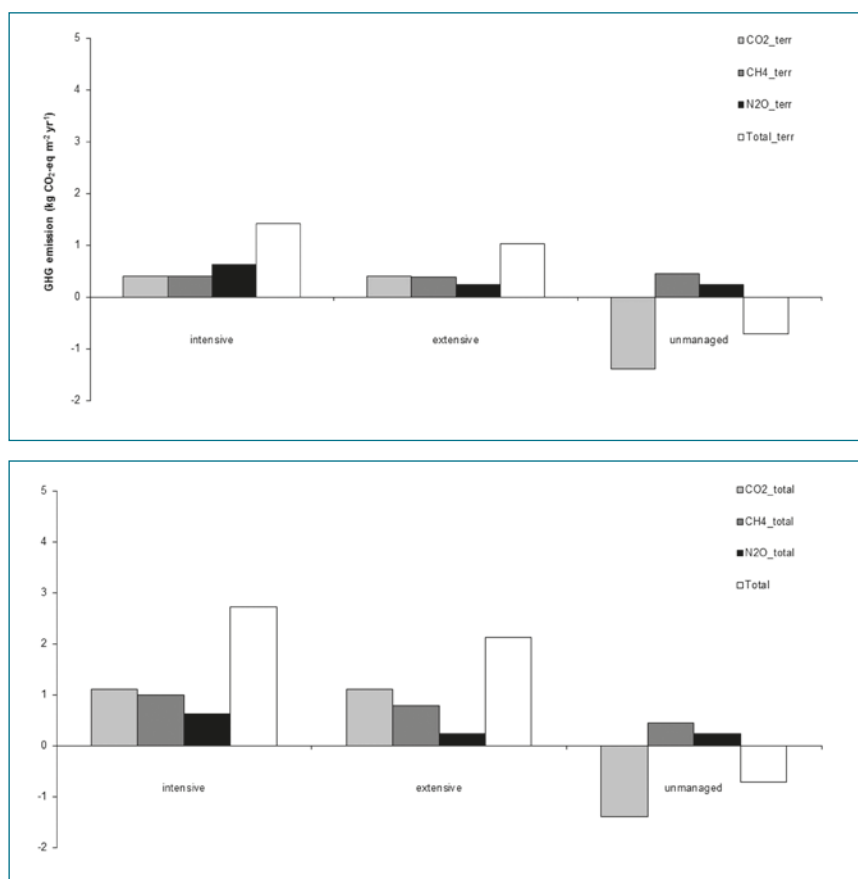 5
4
3
2
1
0
-1
-2
GHG emission (kg CO₂-eq m⁻² yr⁻¹)
CO2_terr
CH4_terr
N2O_terr
Total_terr
intensive extensive unmanaged
5
4
3
2
1
0
-1
-2
CO2_total
CH4_total
N2O_total
Total
intensive extensive unmanaged